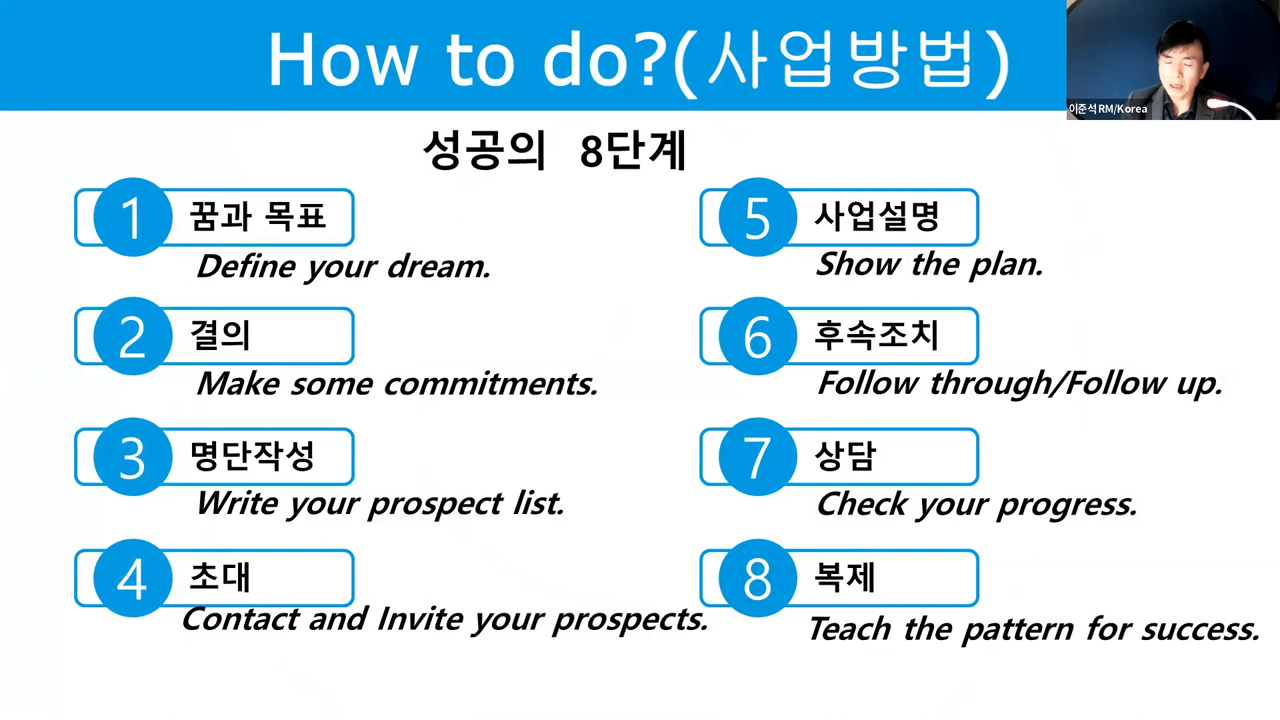 How to do?(사업방법)
이준석 RM/Korea
성공의 8단계
1 꿈과 목표
Define your dream.
2 결의
Make some commitments.
3 명단작성
Write your prospect list.
4 초대
Contact and Invite your prospects.
5 사업설명
Show the plan.
6 후속조치
Follow through/Follow up.
7 상담
Check your progress.
8 복제
Teach the pattern for success.